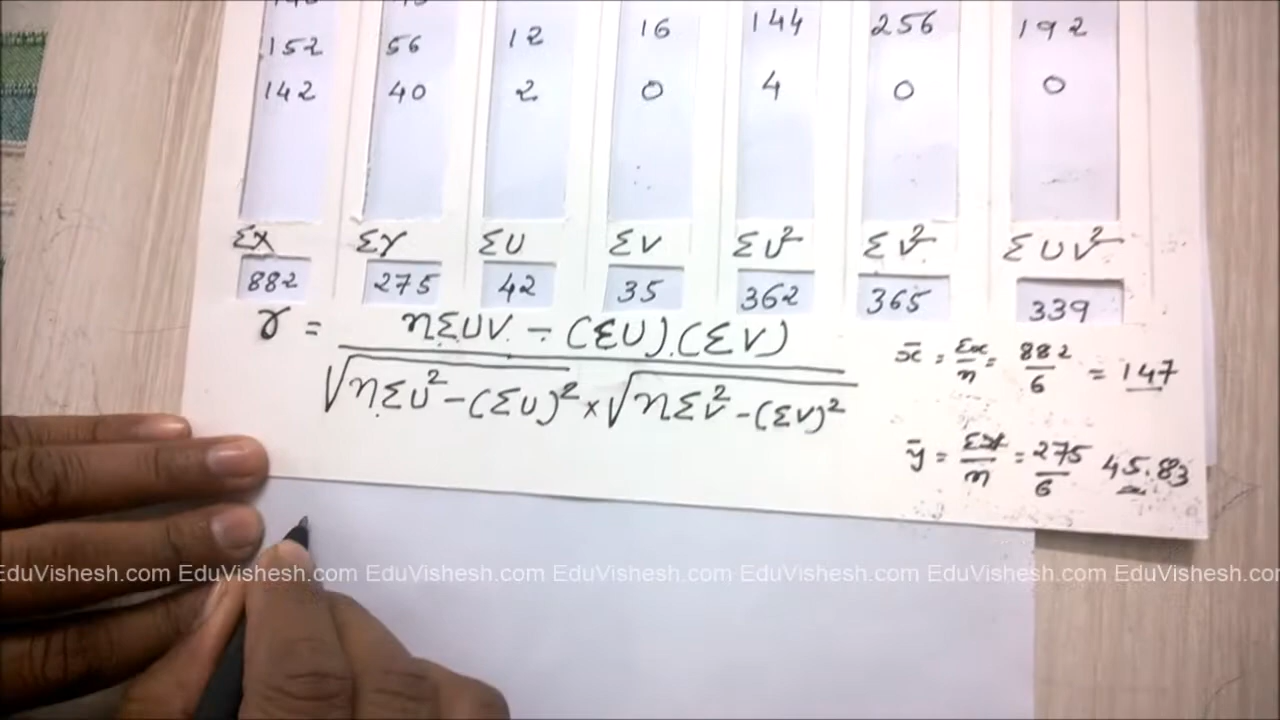 152 56 12 16 144 256 192
142 40 2 0 4 0 0
Σx Σy ΣU ΣV ΣU² ΣV² ΣUV²
882 275 42 35 362 365 339
r = nΣUV - (ΣU).(ΣV)
√nΣU² - (ΣU)² × √nΣV² - (ΣV)²
x̄ = Σx/n = 882/6 = 147
ȳ = Σy/n = 275/6 45.83
EduVishesh.com EduVishesh.com EduVishesh.com EduVishesh.com EduVishesh.com EduVishesh.com EduVishesh.com